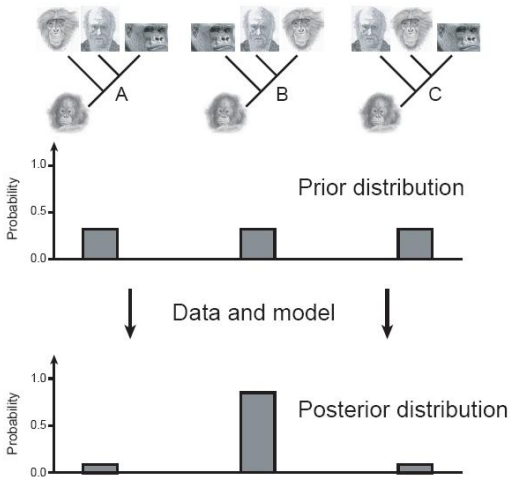 A
B
C
Probability
1.0
0.5
0.0
Prior distribution
Data and model
Probability
1.0
0.5
0.0
Posterior distribution